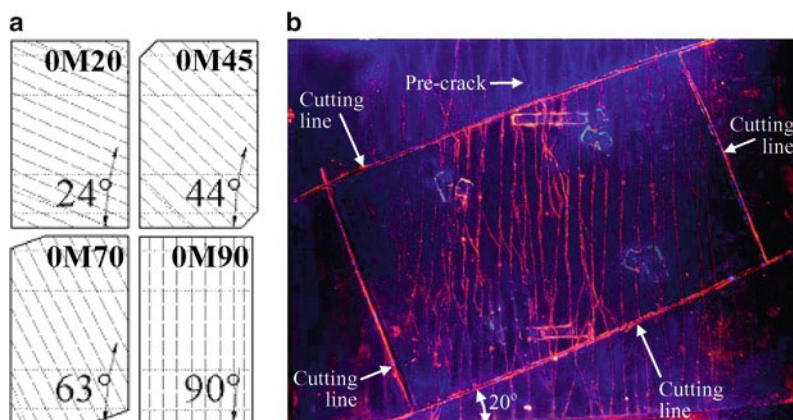 a
0M20
24°
0M45
44°
0M70
63°
0M90
90°
b
Pre-crack
Cutting
line
Cutting
line
Cutting
line
20°
Cutting
line